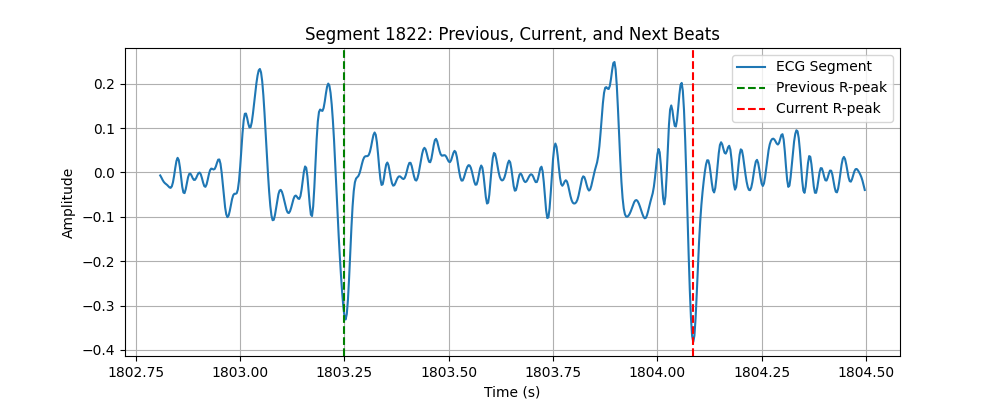 Segment 1822: Previous, Current, and Next Beats
ECG Segment
Previous R-peak
Current R-peak
Amplitude
0.2
0.1
0.0
−0.1
−0.2
−0.3
−0.4
1802.75 1803.00 1803.25 1803.50 1803.75 1804.00 1804.25 1804.50
Time (s)